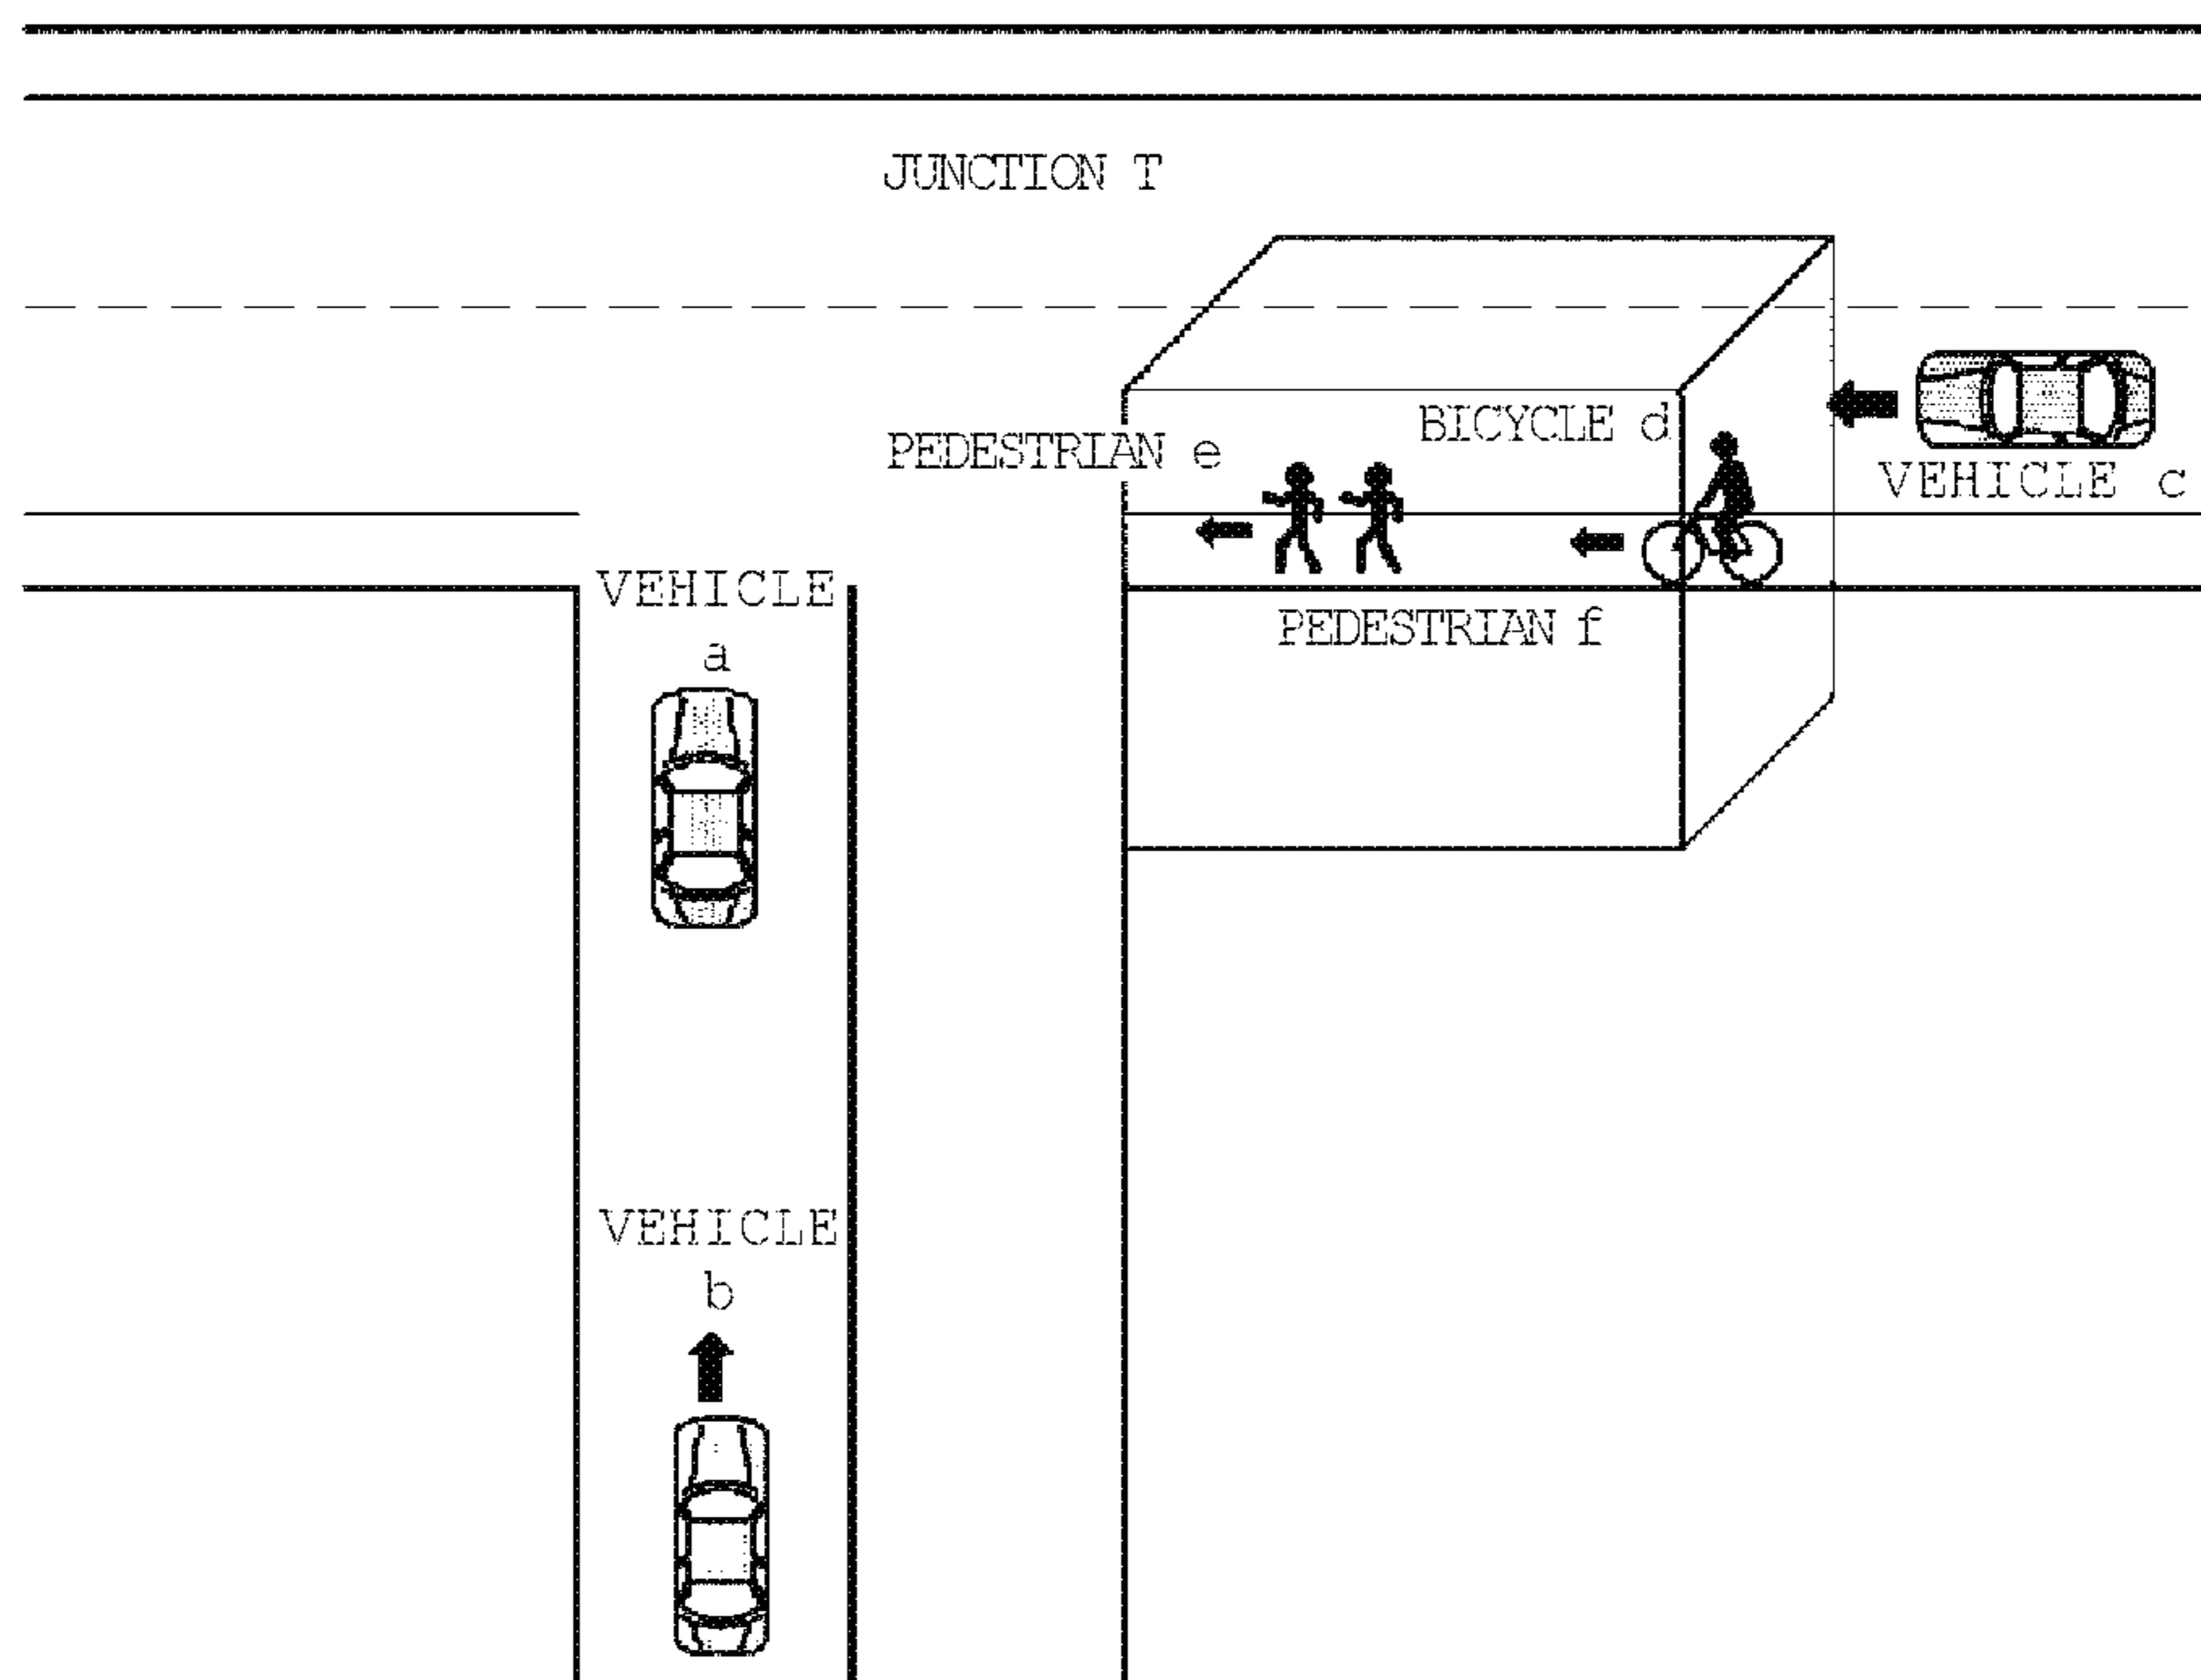 JUNCTION T
BICYCLE d
PEDESTRIAN e
VEHICLE c
VEHICLE
a
PEDESTRIAN f
VEHICLE
b